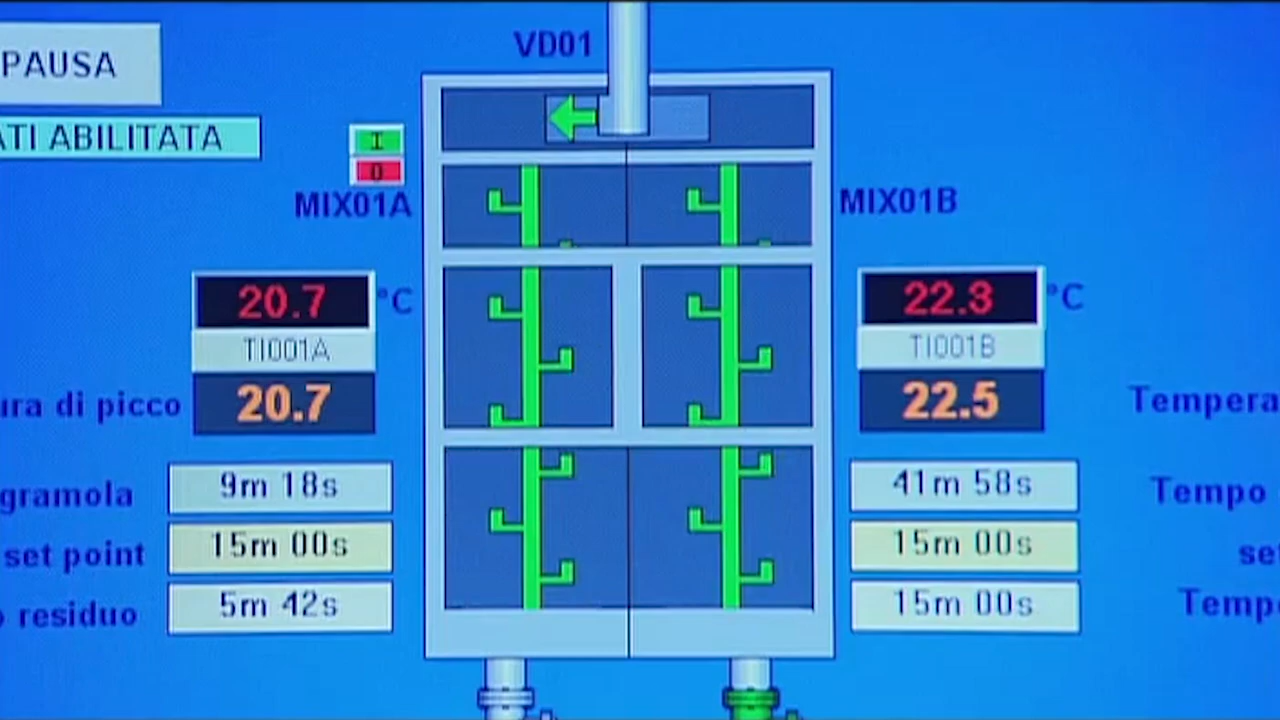 VD01
PAUSA
ATI ABILITATA
I
0
MIX01A
MIX01B
20.7 °C
22.3 °C
TI001A
TI001B
ura di picco 20.7
22.5 Tempera
gramola 9m 18s
41m 58s Tempo
set point 15m 00s
15m 00s se
residuo 5m 42s
15m 00s Tempo